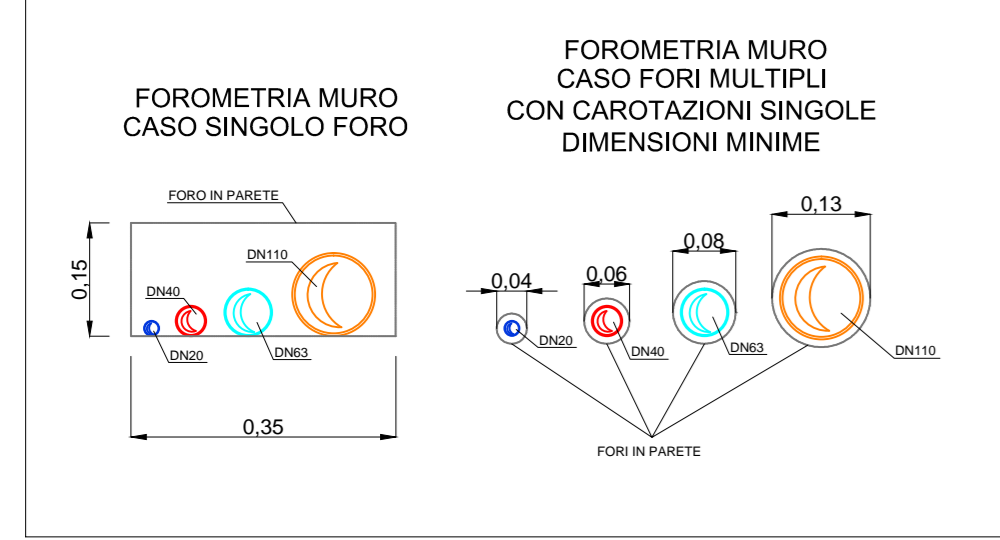 FOROMETRIA MURO
CASO SINGOLO FORO
FORO IN PARETE
0,15
DN110
DN40
DN20
DN63
0,35
FOROMETRIA MURO
CASO FORI MULTIPLI
CON CAROTAZIONI SINGOLE
DIMENSIONI MINIME
0,04
0,06
0,08
0,13
DN20
DN40
DN63
DN110
FORI IN PARETE